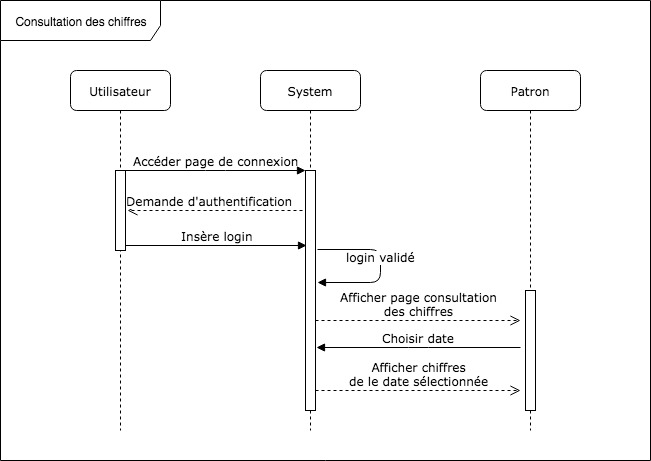 Consultation des chiffres
Utilisateur
System
Patron
Accéder page de connexion
Demande d'authentification
Insère login
login validé
Afficher page consultation
des chiffres
Choisir date
Afficher chiffres
de le date sélectionnée